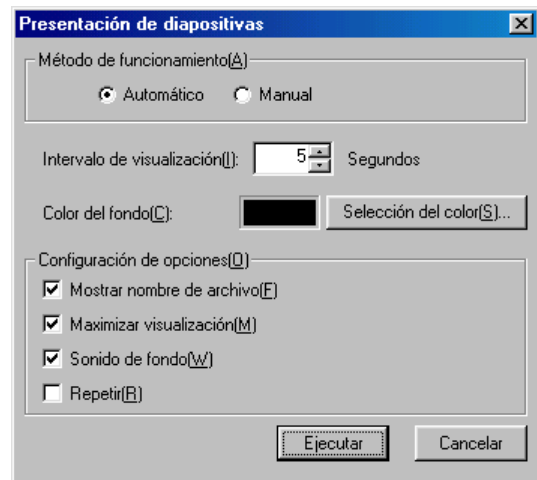 Presentación de diapositivas
Método de funcionamiento(A)
Automático Manual
Intervalo de visualización(I): 5 Segundos
Color del fondo(C): Selección del color(S)...
Configuración de opciones(O)
Mostrar nombre de archivo(F)
Maximizar visualización(M)
Sonido de fondo(W)
Repetir(R)
Ejecutar Cancelar